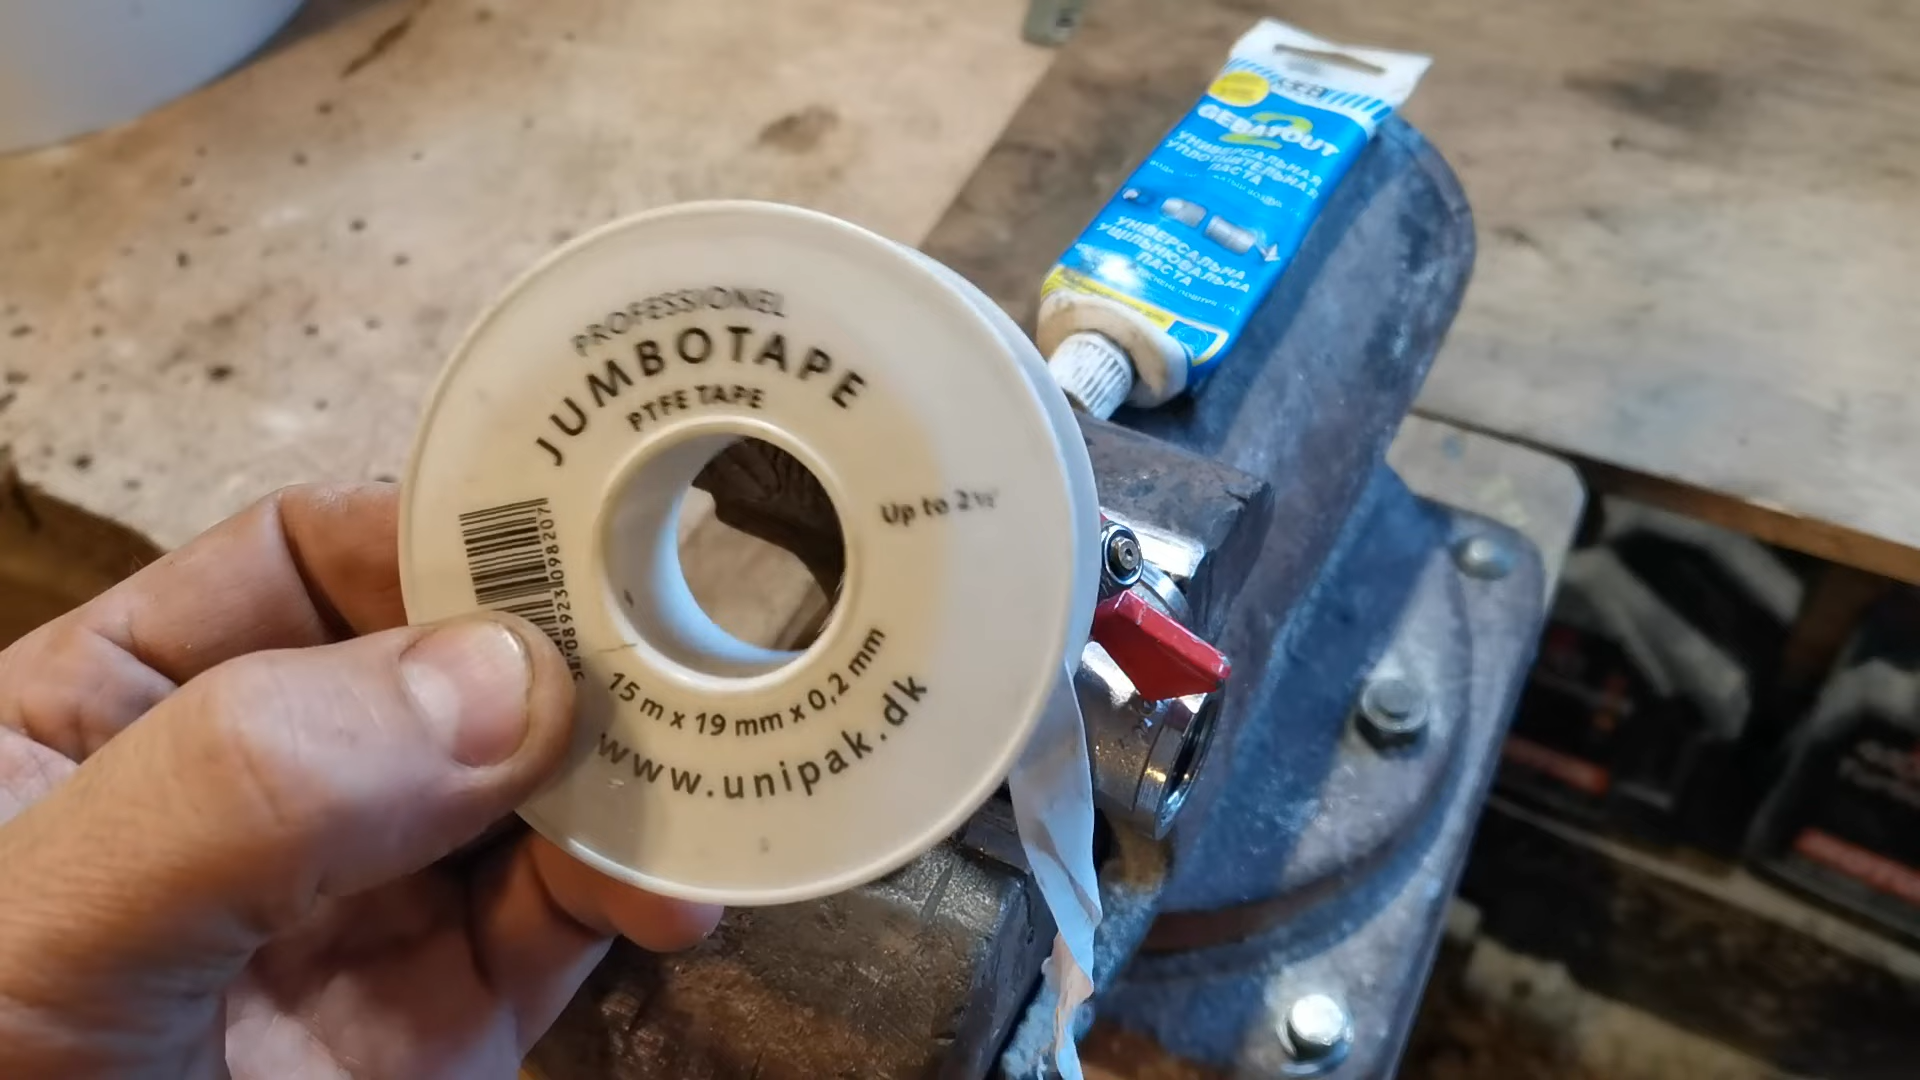 PROFESSIONEL
JUMBOTAPE
PTFE TAPE
Up to 2½"
15 m x 19 mm x 0,2 mm
www.unipak.dk
GEB
GEBATOUT
2
УНИВЕРСАЛЬНАЯ
УПЛОТНИТЕЛЬНАЯ
ПАСТА
УНІВЕРСАЛЬНА
УЩІЛЬНЮВАЛЬНА
ПАСТА